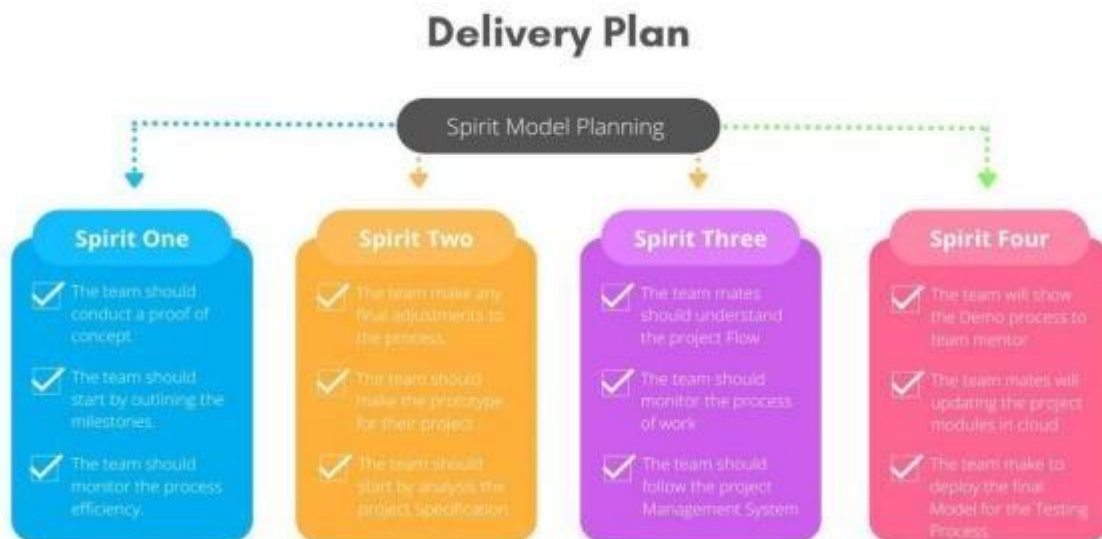 Delivery Plan
Spirit Model Planning
Spirit One
The team should
conduct a proof of
concept.
The team should
start by outlining the
milestories.
The team should
monitor the process
efficiency.
Spirit Two
The team make any
final adjustments to
the process.
The team should
make the prototype
for their project
The team should
start by analysis the
project Specification
Spirit Three
The team mates
should understand
the project Flow
The team should
monitor the process
of work
The team should
follow the project
Management System
Spirit Four
The team will show
the Demo process to
team mentor
The team mates will
updating the project
modules in cloud
The team make to
deploy the final
Model for the Testing
Process